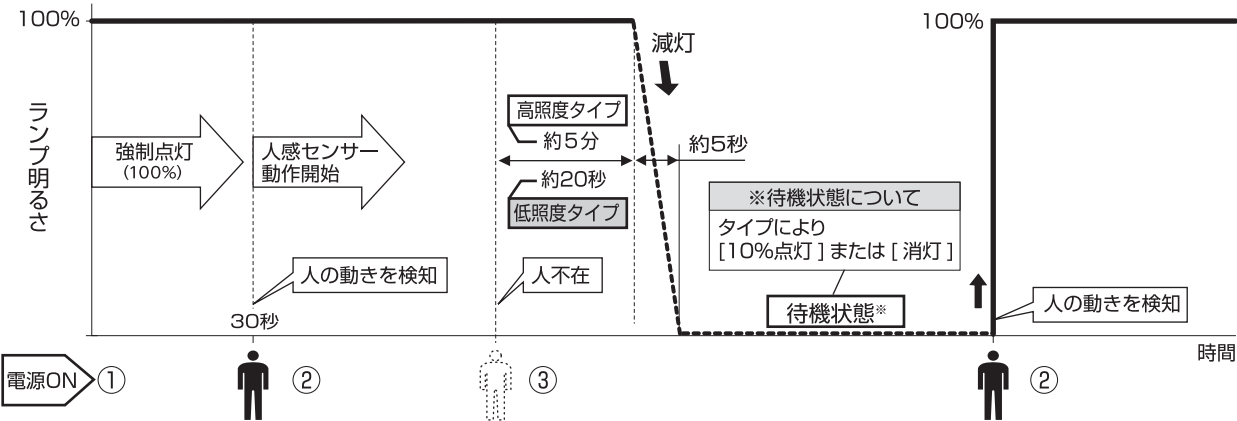 100%
ランプ明るさ
強制点灯
(100%)
人感センサー
動作開始
高照度タイプ
約5分
約20秒
低照度タイプ
減灯
約5秒
※待機状態について
タイプにより
[10%点灯]または[消灯]
待機状態※
100%
人の動きを検知
人不在
人の動きを検知
30秒
時間
電源ON
①
②
③
②